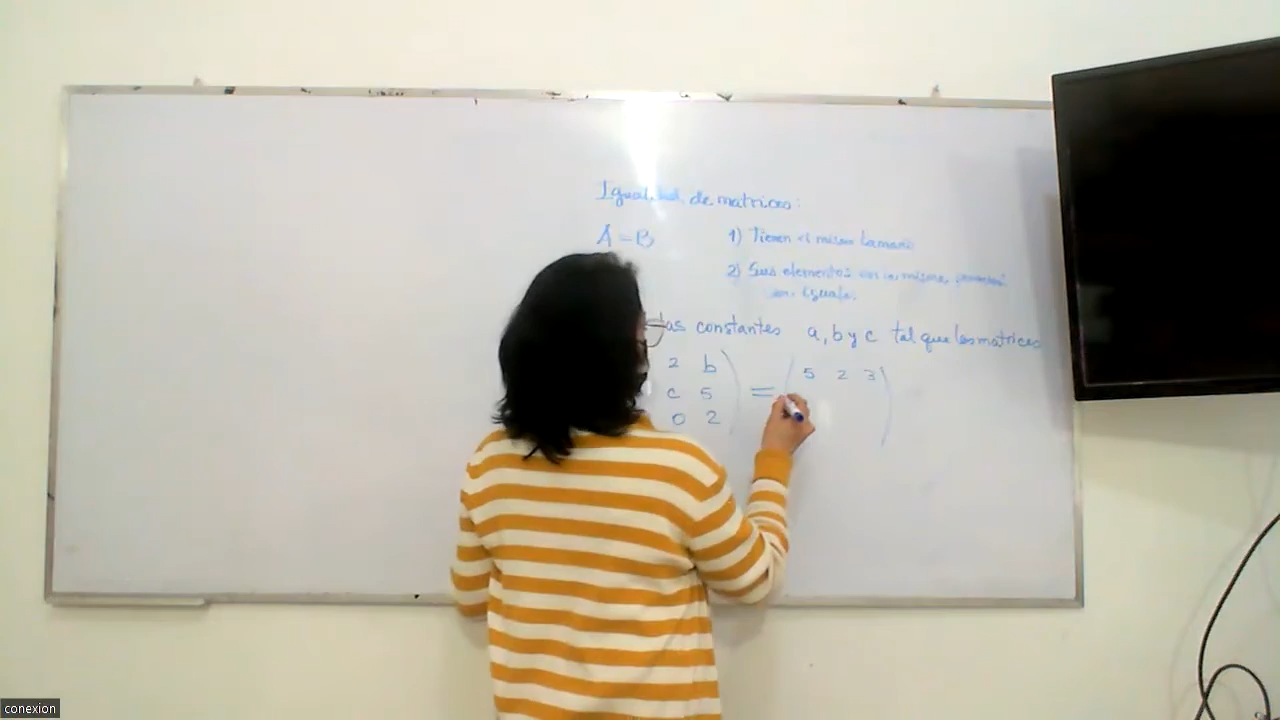 Igualdad de matrices:
A = B
1) Tienen el mismo tamaño
2) Sus elementos en la misma posición
son iguales.
las constantes a, b y c tal que las matrices
2 b
c 5
0 2
= ( 5 2 3 )
conexion